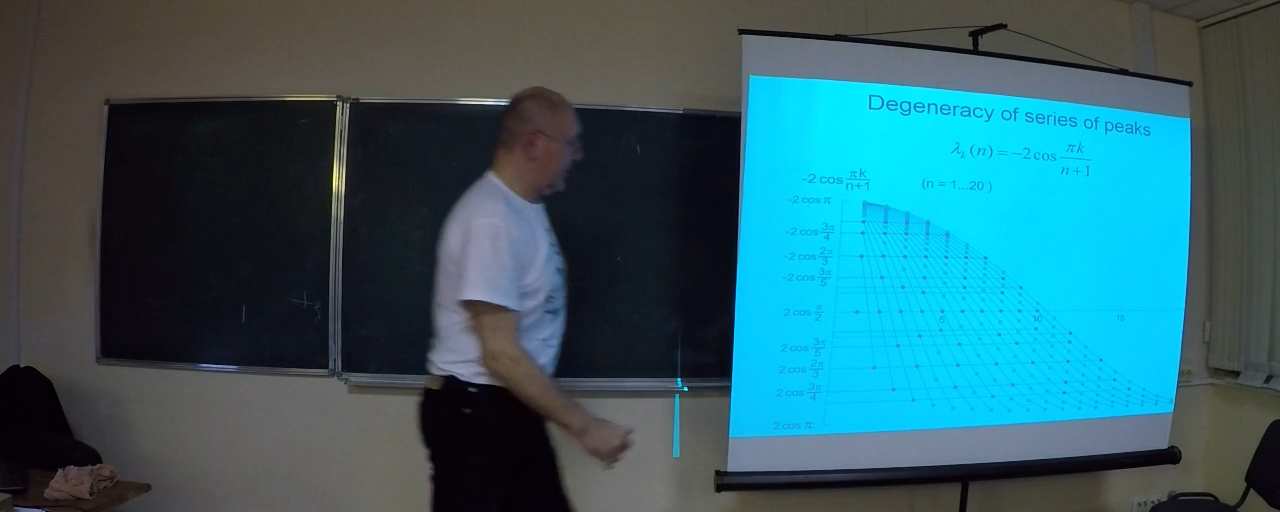 Degeneracy of series of peaks
λₖ(n) = −2 cos πk/(n+1)
-2 cos πk/(n+1) (n = 1...20 )
-2 cos π
-2 cos 3π/4
-2 cos 2π/3
-2 cos 3π/5
2 cos π/2
5 10 15
2 cos 3π/5
2 cos 2π/3
2 cos 3π/4
2 cos π